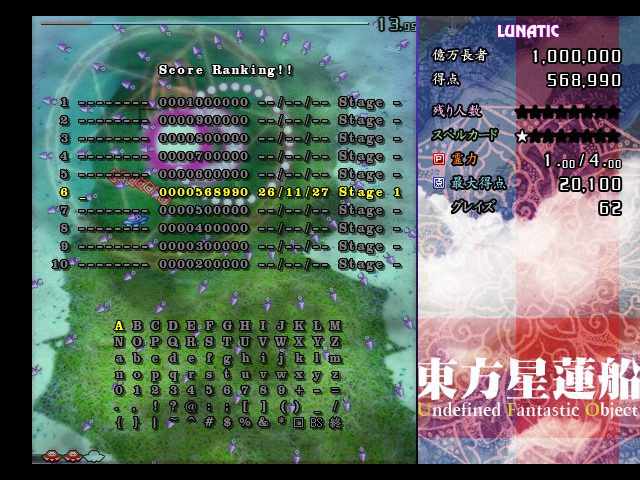 13.05
LUNATIC
Score Ranking!!
億万長者 1,000,000
得点 568,990
1 -------- 0001000000 --/--/-- Stage -
2 -------- 0000900000 --/--/-- Stage -
3 -------- 0000800000 --/--/-- Stage -
4 -------- 0000700000 --/--/-- Stage -
5 -------- 0000600000 --/--/-- Stage -
6 _ 0000568990 26/11/27 Stage 1
7 -------- 0000500000 --/--/-- Stage -
8 -------- 0000400000 --/--/-- Stage -
9 -------- 0000300000 --/--/-- Stage -
10 -------- 0000200000 --/--/-- Stage -
残り人数 ★★★★★★★★★
スペルカード ★★★★★★★★★
P 霊力 1.00/4.00
最大得点 20,100
グレイズ 62
A B C D E F G H I J K L M
N O P Q R S T U V W X Y Z
a b c d e f g h i j k l m
n o p q r s t u v w x y z
0 1 2 3 4 5 6 7 8 9 + - =
. , ! ? @ : ; [ ] ( ) _ /
{ } | ~ ^ # $ % & * □ BS 終
東方星蓮船
Undefined Fantastic Object